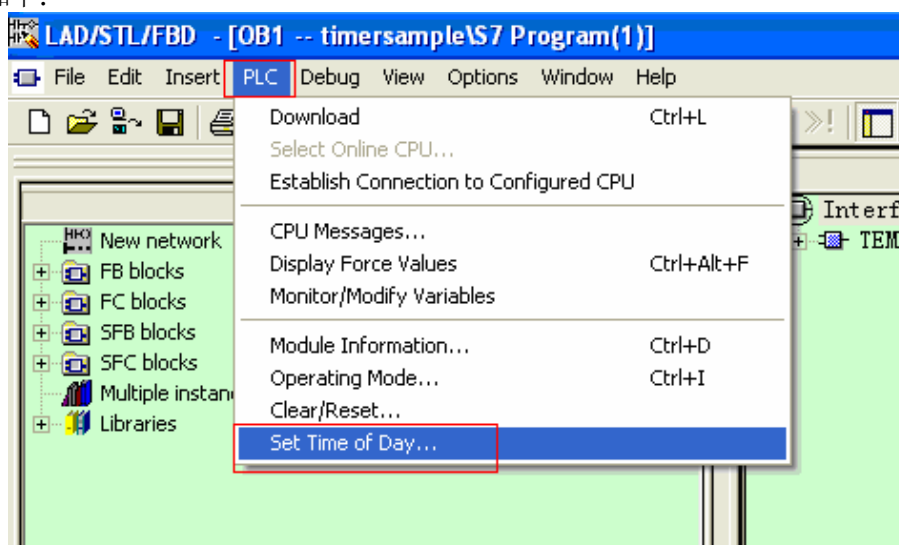 LAD/STL/FBD - [OB1 -- timersample\S7 Program(1)]
File Edit Insert PLC Debug View Options Window Help
Download Ctrl+L
Select Online CPU...
Establish Connection to Configured CPU
CPU Messages...
Display Force Values Ctrl+Alt+F
Monitor/Modify Variables
Module Information... Ctrl+D
Operating Mode... Ctrl+I
Clear/Reset...
Set Time of Day...
New network
FB blocks
FC blocks
SFB blocks
SFC blocks
Multiple instan
Libraries
Interf
TEM